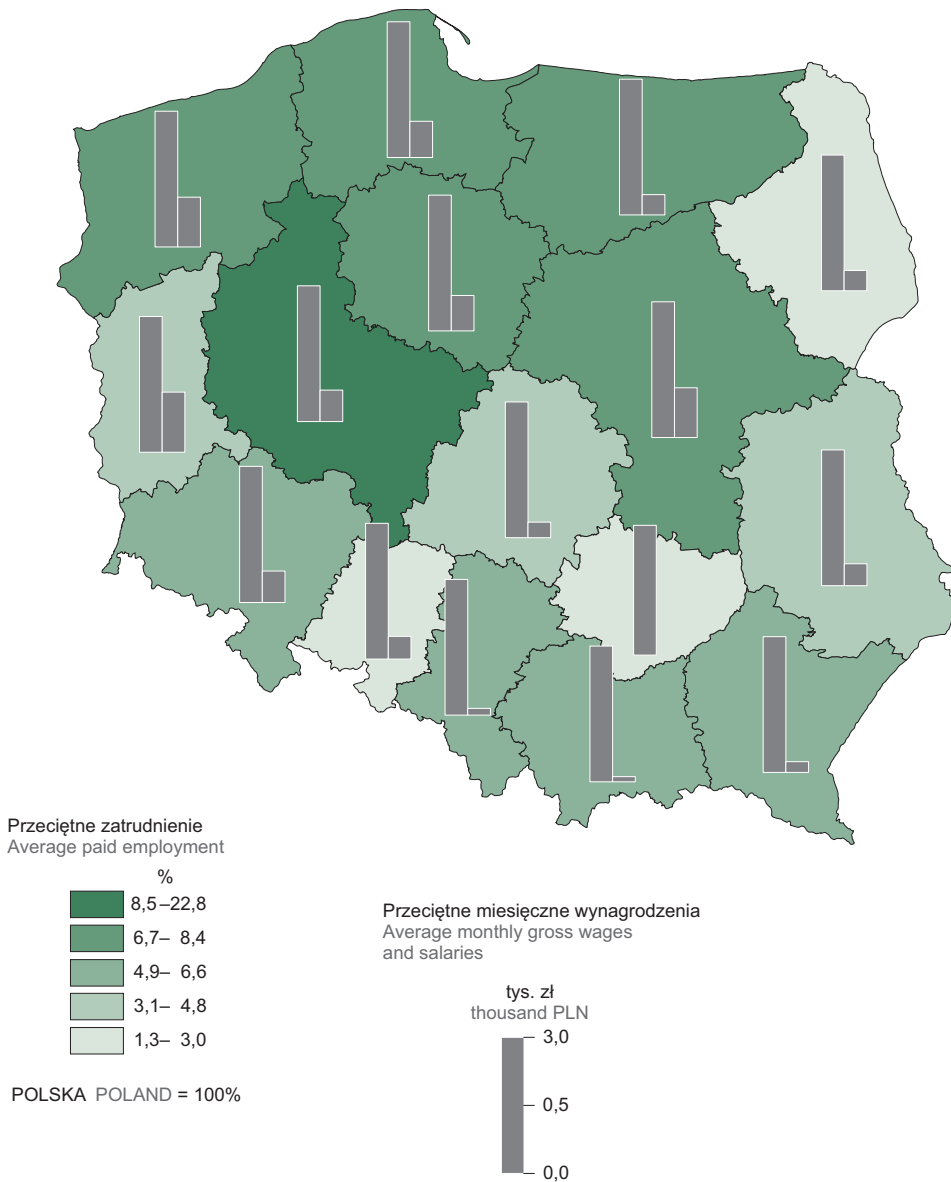 Przeciętne zatrudnienie
Average paid employment
%
8,5–22,8
6,7– 8,4
4,9– 6,6
3,1– 4,8
1,3– 3,0
POLSKA POLAND = 100%
Przeciętne miesięczne wynagrodzenia
Average monthly gross wages
and salaries
tys. zł
thousand PLN
3,0
0,5
0,0